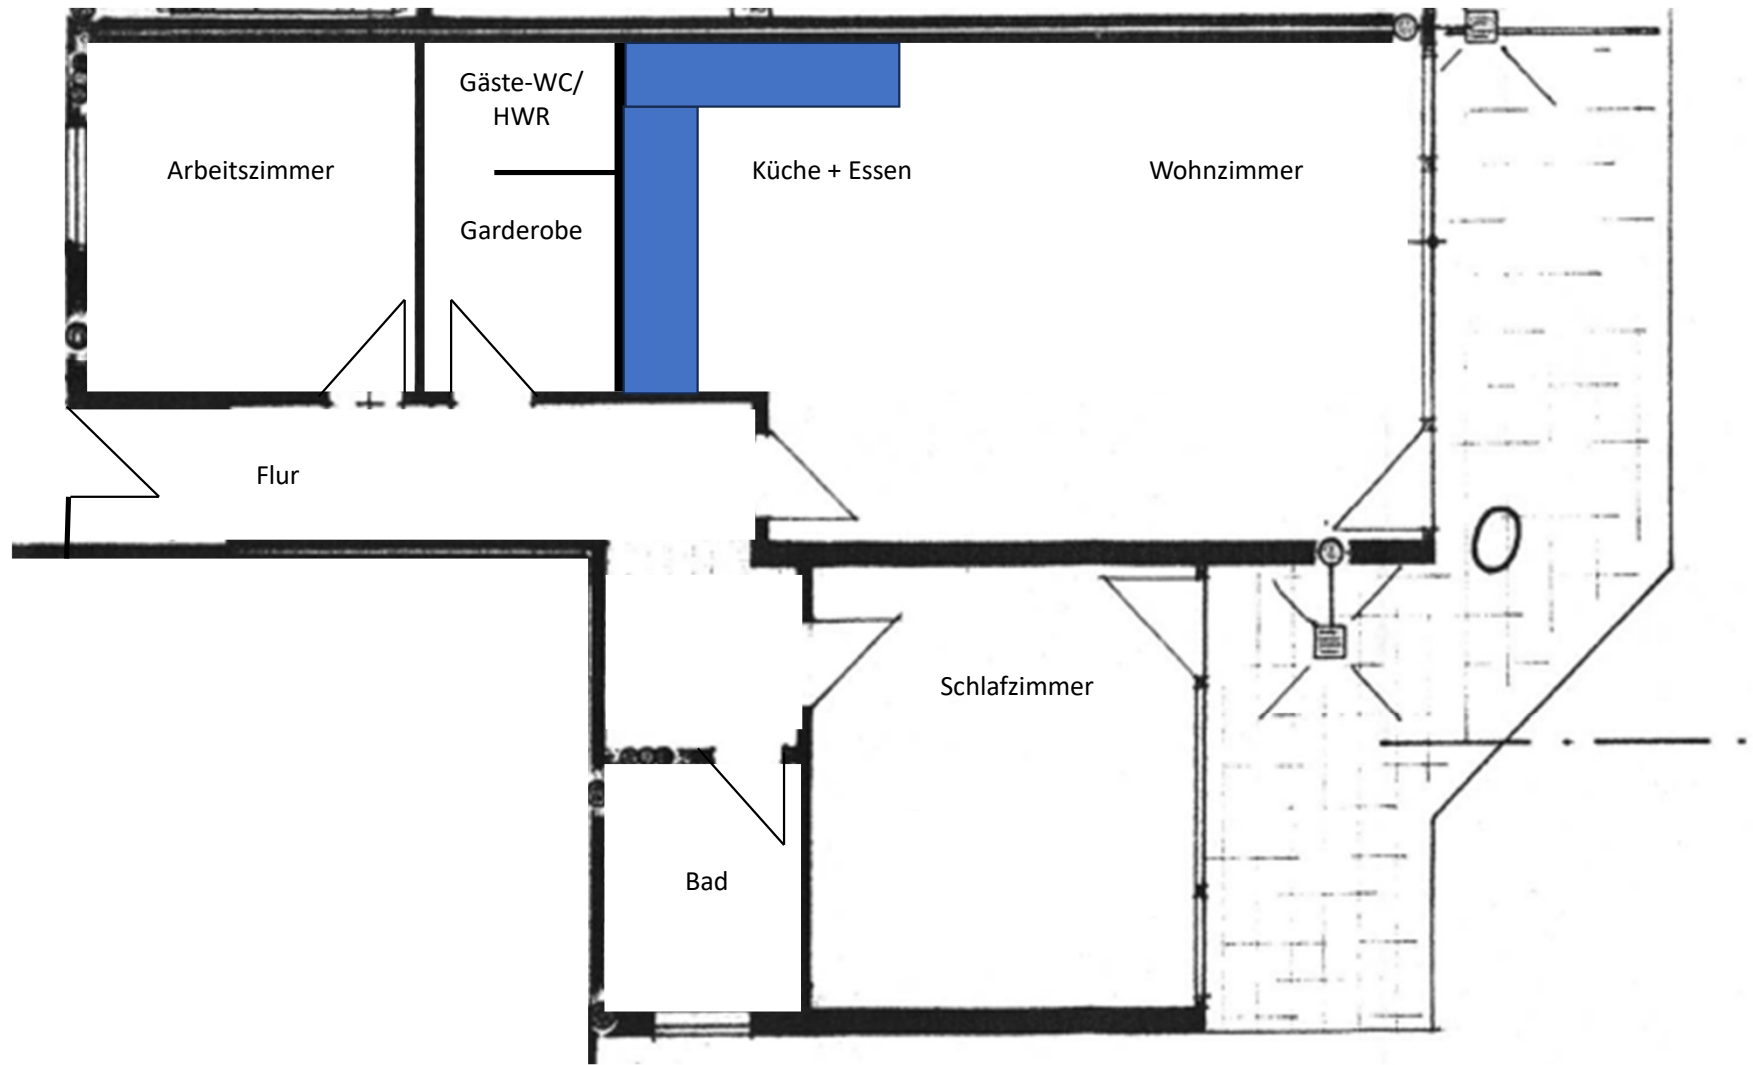 Gäste-WC/
HWR
Arbeitszimmer
Küche + Essen
Wohnzimmer
Garderobe
Flur
Schlafzimmer
Bad